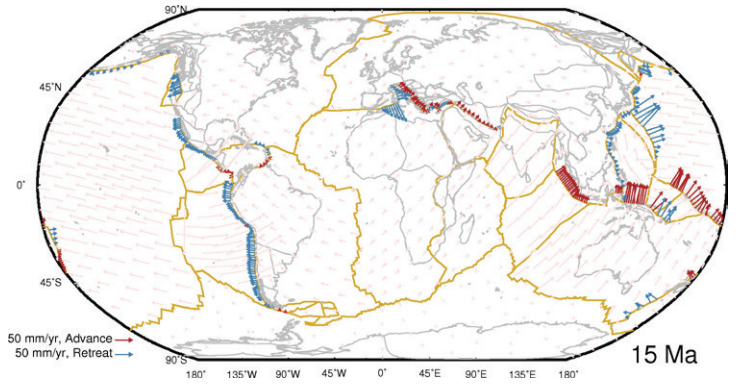 90˚N
45˚N
0˚
45˚S
50 mm/yr, Advance
50 mm/yr, Retreat
90˚S
15 Ma
180˚ 135˚W 90˚W 45˚W 0˚ 45˚E 90˚E 135˚E 180˚